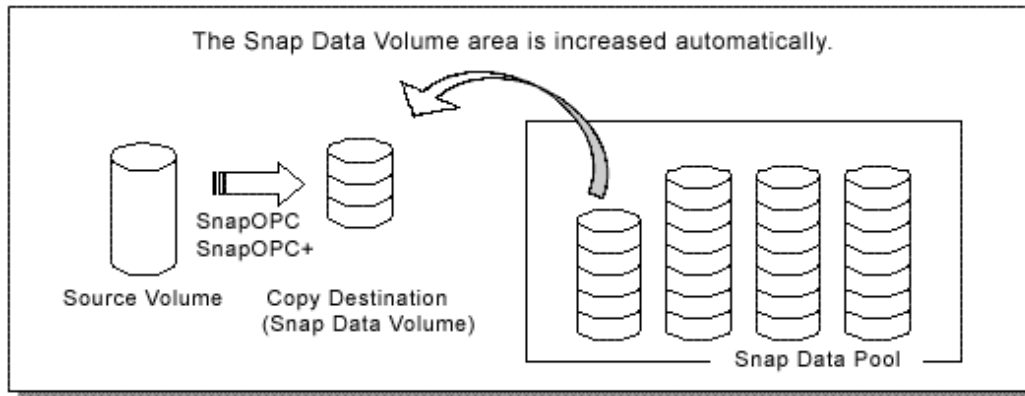 The Snap Data Volume area is increased automatically.
SnapOPC
SnapOPC+
Source Volume
Copy Destination
(Snap Data Volume)
Snap Data Pool